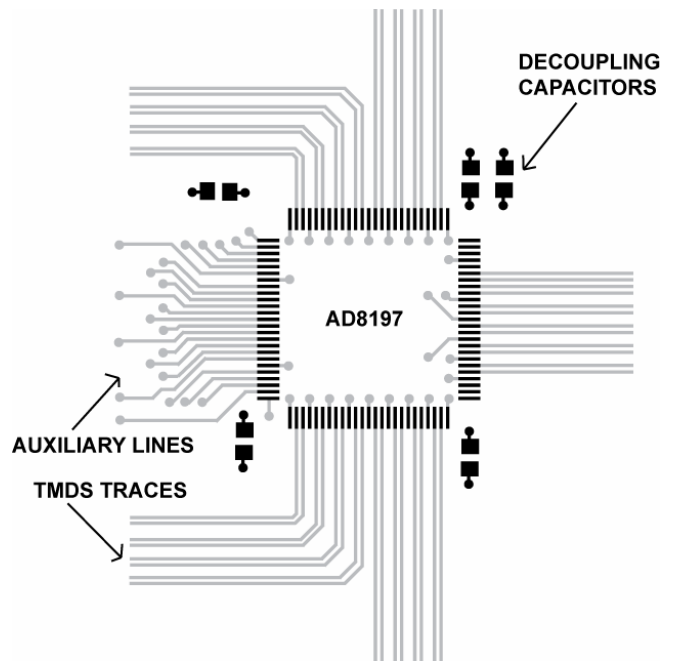 DECOUPLING
CAPACITORS
AD8197
AUXILIARY LINES
TMDS TRACES